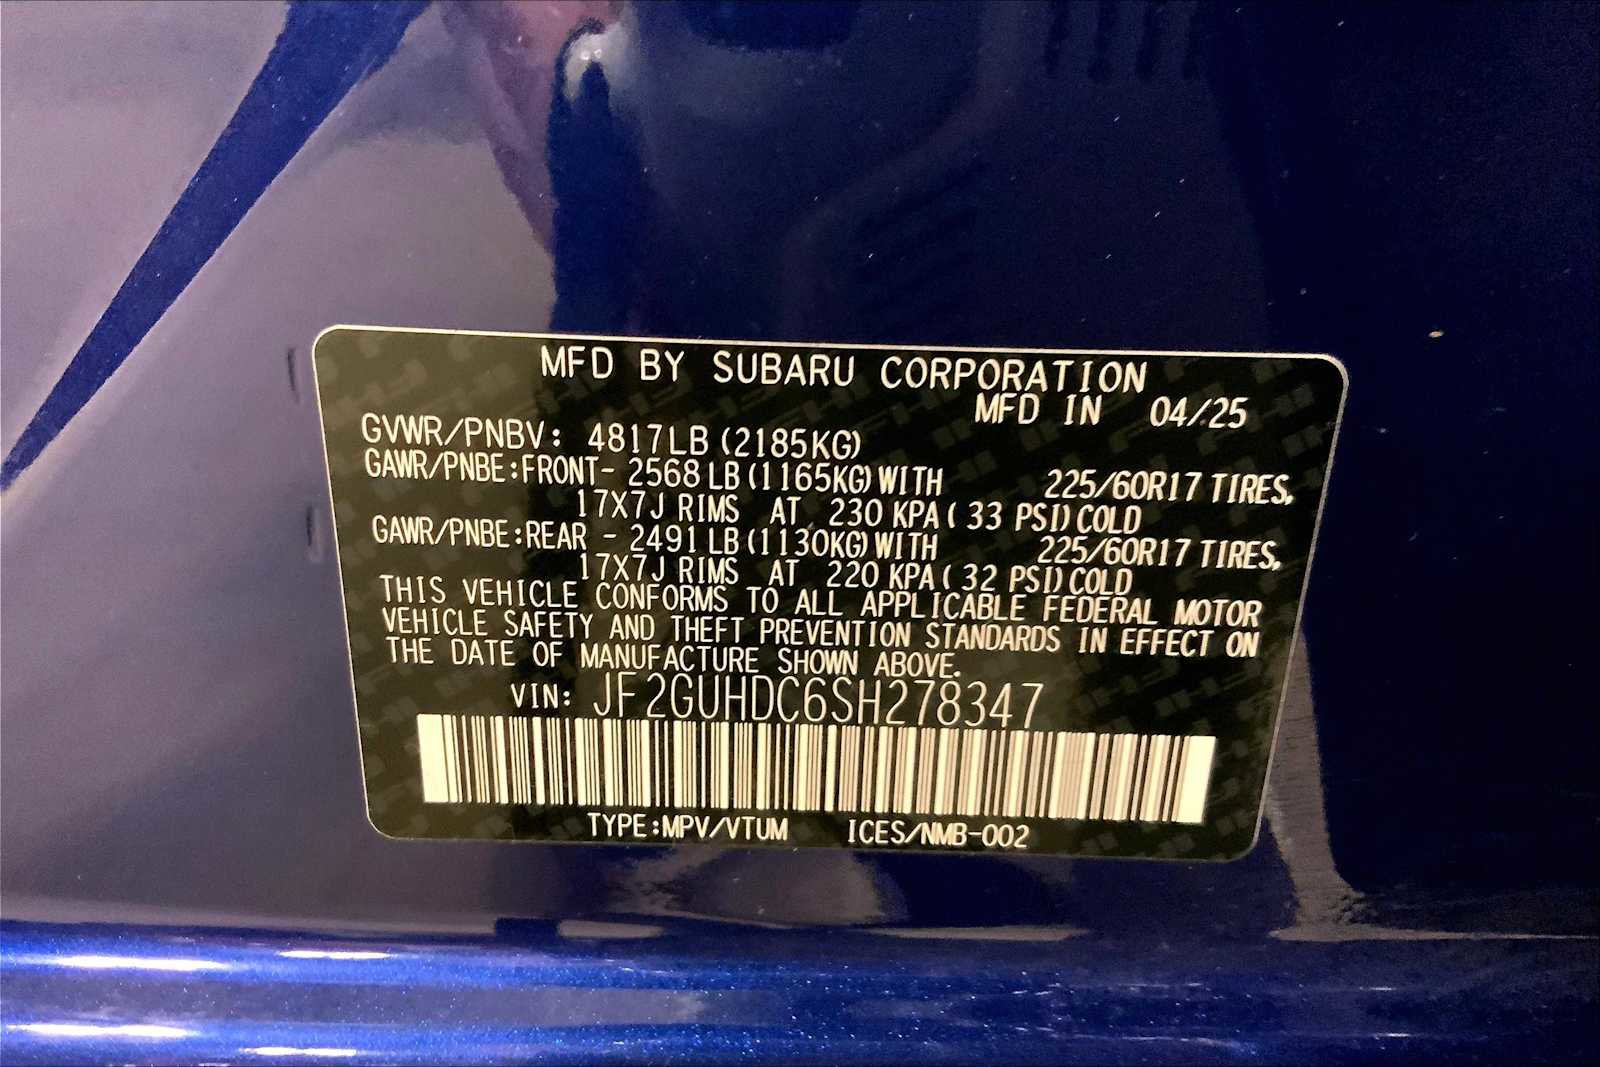 MFD BY SUBARU CORPORATION
MFD IN 04/25
GVWR/PNBV: 4817LB (2185KG)
GAWR/PNBE:FRONT- 2568 LB (1165KG) WITH 225/60R17 TIRES,
17X7J RIMS AT 230 KPA ( 33 PSI) COLD
GAWR/PNBE:REAR - 2491 LB (1130KG) WITH 225/60R17 TIRES,
17X7J RIMS AT 220 KPA ( 32 PSI) COLD
THIS VEHICLE CONFORMS TO ALL APPLICABLE FEDERAL MOTOR
VEHICLE SAFETY AND THEFT PREVENTION STANDARDS IN EFFECT ON
THE DATE OF MANUFACTURE SHOWN ABOVE.
VIN: JF2GUHDC6SH278347
TYPE:MPV/VTUM ICES/NMB-002